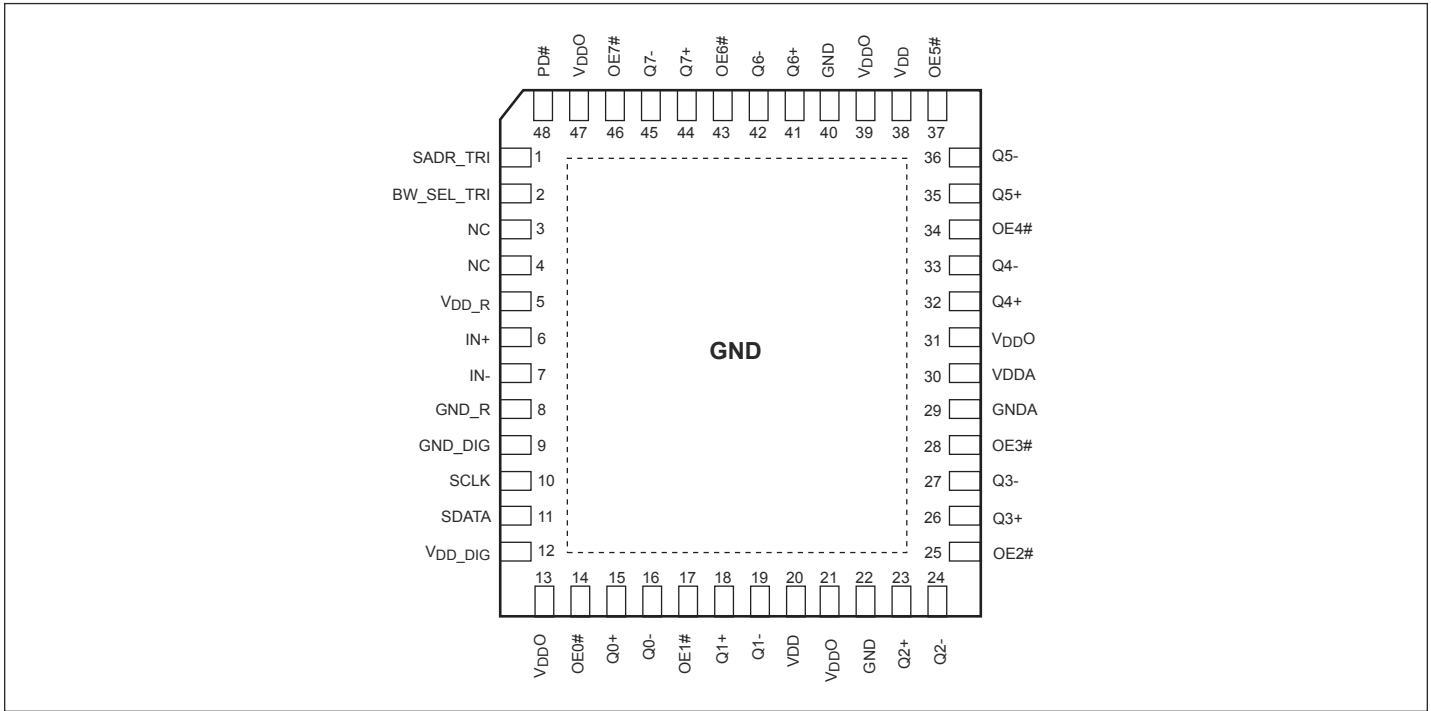 PD#
VDDO
OE7#
Q7-
Q7+
OE6#
Q6-
Q6+
GND
VDDO
VDD
OE5#
48 47 46 45 44 43 42 41 40 39 38 37
SADR_TRI 1
BW_SEL_TRI 2
NC 3
NC 4
VDD_R 5
IN+ 6
IN- 7
GND_R 8
GND_DIG 9
SCLK 10
SDATA 11
VDD_DIG 12
GND
36 Q5-
35 Q5+
34 OE4#
33 Q4-
32 Q4+
31 VDDO
30 VDDA
29 GNDA
28 OE3#
27 Q3-
26 Q3+
25 OE2#
13 14 15 16 17 18 19 20 21 22 23 24
VDDO
OE0#
Q0+
Q0-
OE1#
Q1+
Q1-
VDD
VDDO
GND
Q2+
Q2-